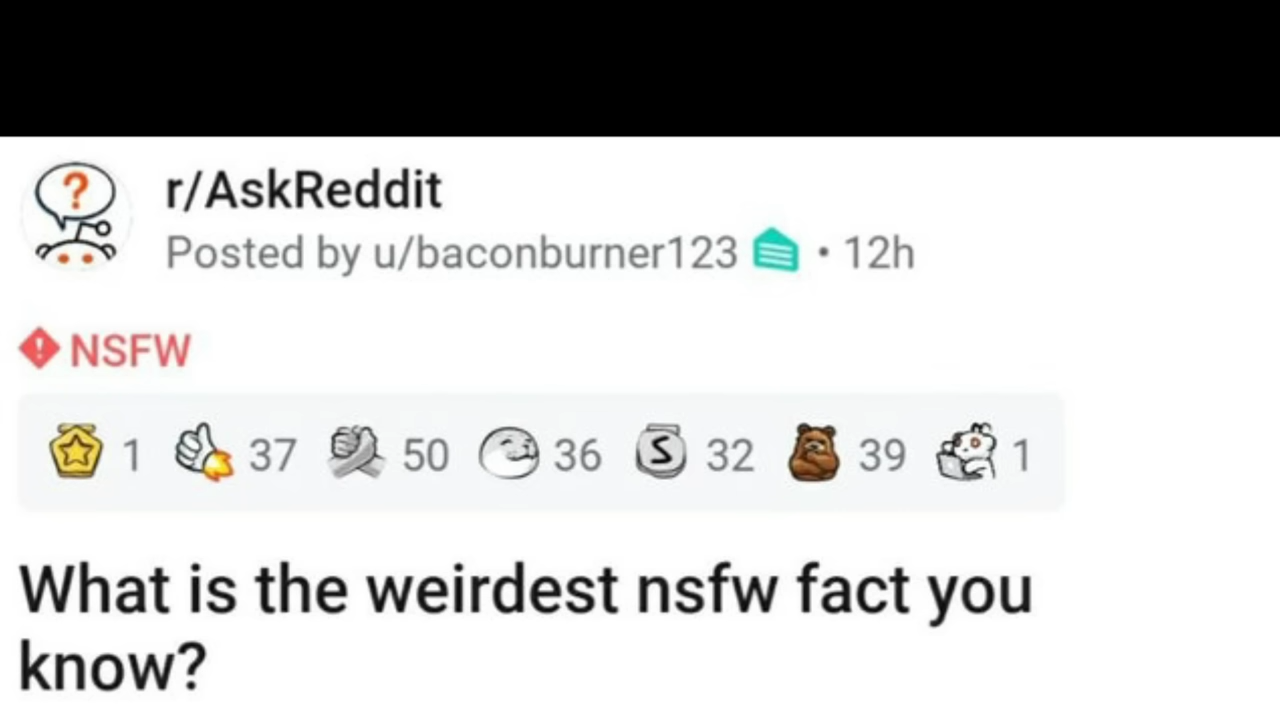 r/AskReddit
Posted by u/baconburner123 • 12h
NSFW
1 37 50 36 S 32 39 1
What is the weirdest nsfw fact you
know?